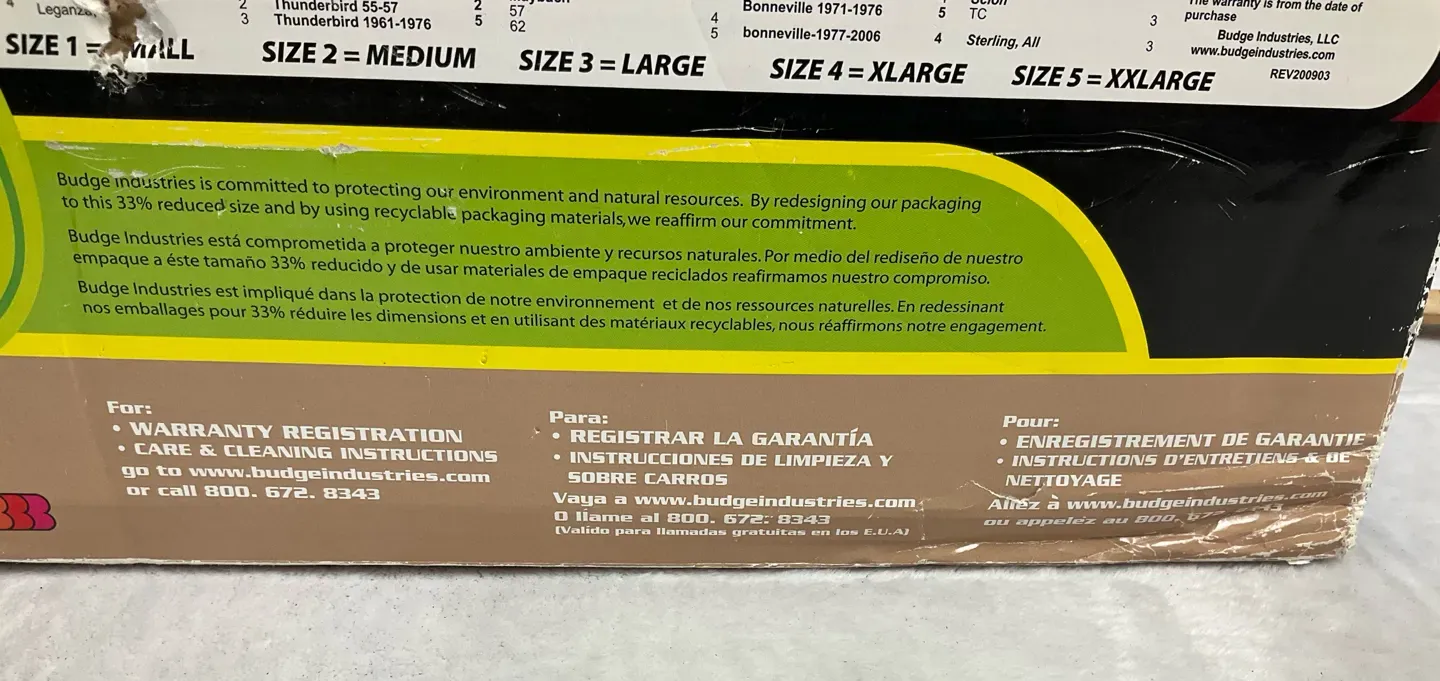 4 Leganza,
2 Thunderbird 55-57 2
3 Thunderbird 1961-1976 5
57
62
4 Bonneville 1971-1976 5
5 bonneville-1977-2006 4
TC
Sterling, All
3
3
The warranty is from the date of
purchase
Budge Industries, LLC
www.budgeindustries.com
REV200903
SIZE 1 = SMALL SIZE 2 = MEDIUM SIZE 3 = LARGE SIZE 4 = XLARGE SIZE 5 = XXLARGE
Budge Industries is committed to protecting our environment and natural resources. By redesigning our packaging
to this 33% reduced size and by using recyclable packaging materials, we reaffirm our commitment.
Budge Industries está comprometida a proteger nuestro ambiente y recursos naturales. Por medio del rediseño de nuestro
empaque a éste tamaño 33% reducido y de usar materiales de empaque reciclados reafirmamos nuestro compromiso.
Budge Industries est impliqué dans la protection de notre environnement et de nos ressources naturelles. En redessinant
nos emballages pour 33% réduire les dimensions et en utilisant des matériaux recyclables, nous réaffirmons notre engagement.
For:
• WARRANTY REGISTRATION
• CARE & CLEANING INSTRUCTIONS
go to www.budgeindustries.com
or call 800. 672. 8343
Para:
• REGISTRAR LA GARANTÍA
• INSTRUCCIONES DE LIMPIEZA Y
SOBRE CARROS
Vaya a www.budgeindustries.com
O llame al 800. 672. 8343
(Valido para llamadas gratuitas en los E.U.A)
Pour:
• ENREGISTREMENT DE GARANTIE
• INSTRUCTIONS D'ENTRETIENS & DE
NETTOYAGE
Allez à www.budgeindustries.com
ou appelez au 800. 672. 8343